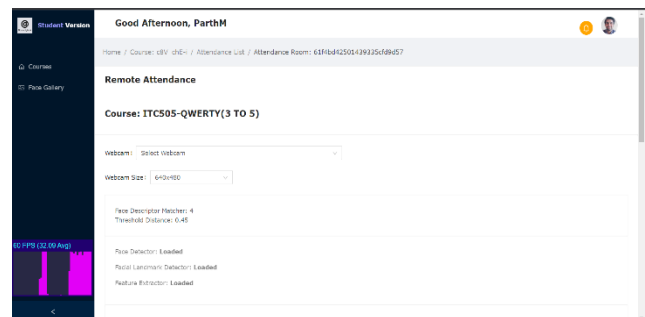 Student Version
Good Afternoon, ParthM
0
Home / Course: c8V_chE-i / Attendance List / Attendance Room: 61f4bd42501439335cfd9d57
Courses
Face Gallery
Remote Attendance
Course: ITC505-QWERTY(3 TO 5)
Webcam: Select Webcam
Webcam Size: 640x480
Face Descriptor Matcher: 4
Threshold Distance: 0.45
60 FPS (32.09 Avg)
Face Detector: Loaded
Facial Landmark Detector: Loaded
Feature Extractor: Loaded